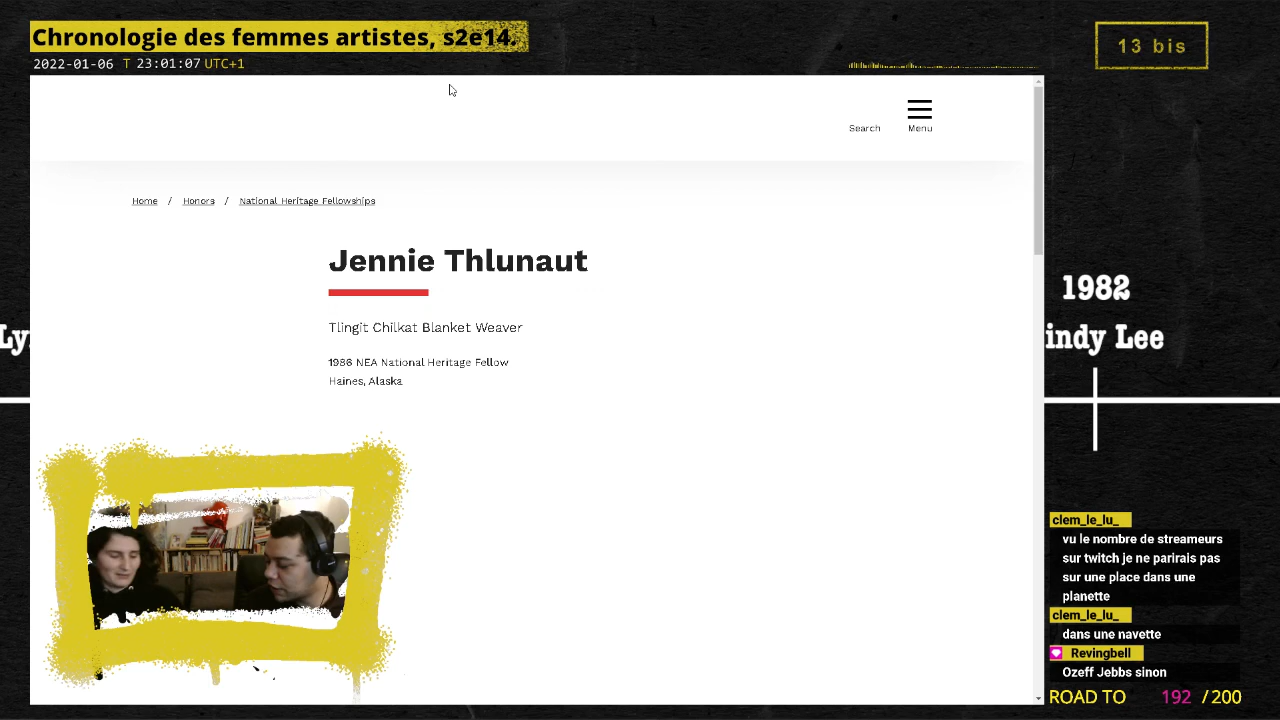 Chronologie des femmes artistes, s2e14.
2022-01-06 T 23:01:07 UTC+1
13 bis
Search
Menu
Home / Honors / National Heritage Fellowships
Jennie Thlunaut
Tlingit Chilkat Blanket Weaver
1986 NEA National Heritage Fellow
Haines, Alaska
Ly
1982
indy Lee
clem_le_lu_
vu le nombre de streameurs
sur twitch je ne parirais pas
sur une place dans une
planette
clem_le_lu_
dans une navette
Revingbell
Ozeff Jebbs sinon
ROAD TO 192 / 200